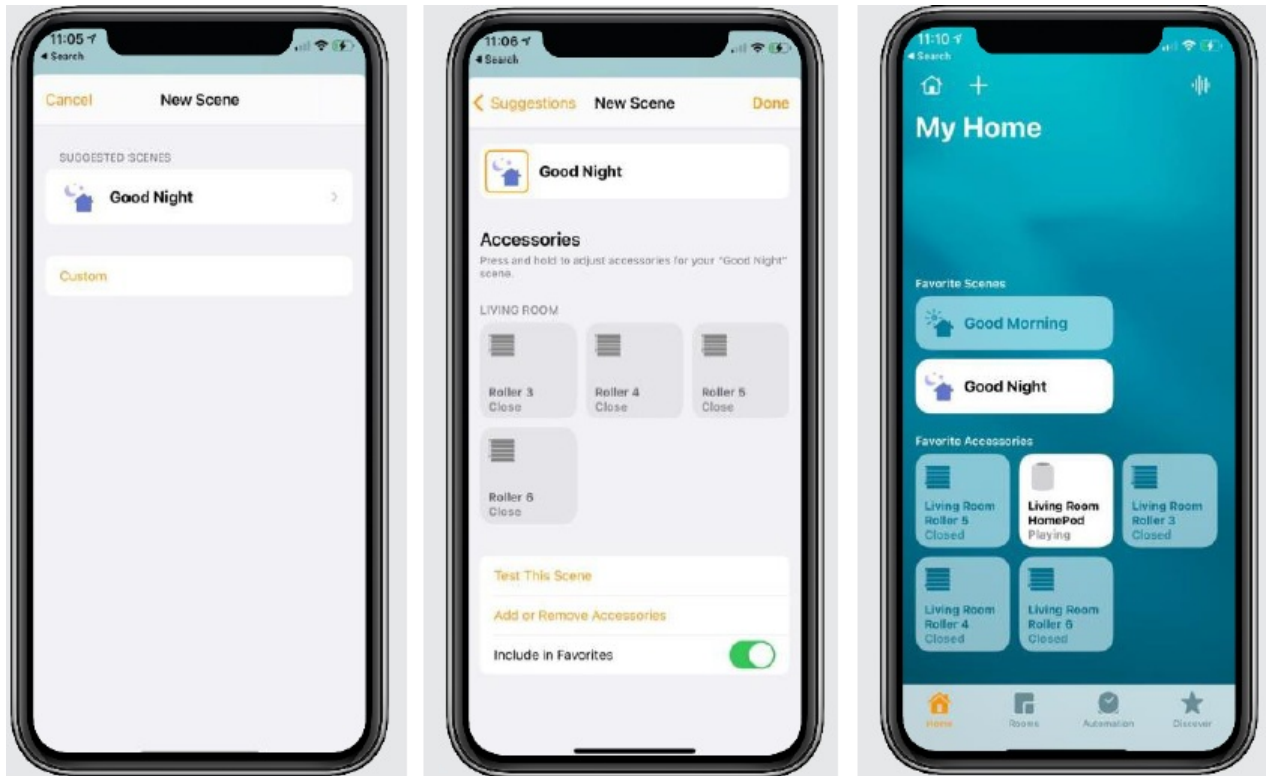 11:05
Search
Cancel
New Scene
SUGGESTED SCENES
Good Night
Custom
11:06
Search
Suggestions
New Scene
Done
Good Night
Accessories
Press and hold to adjust accessories for your "Good Night"
scene.
LIVING ROOM
Roller 3
Close
Roller 4
Close
Roller 5
Close
Roller 6
Close
Test This Scene
Add or Remove Accessories
Include in Favorites
11:10
Search
My Home
Favorite Scenes
Good Morning
Good Night
Favorite Accessories
Living Room
Roller 5
Closed
Living Room
HomePod
Playing
Living Room
Roller 3
Closed
Living Room
Roller 4
Closed
Living Room
Roller 6
Closed
Home
Rooms
Automation
Discover